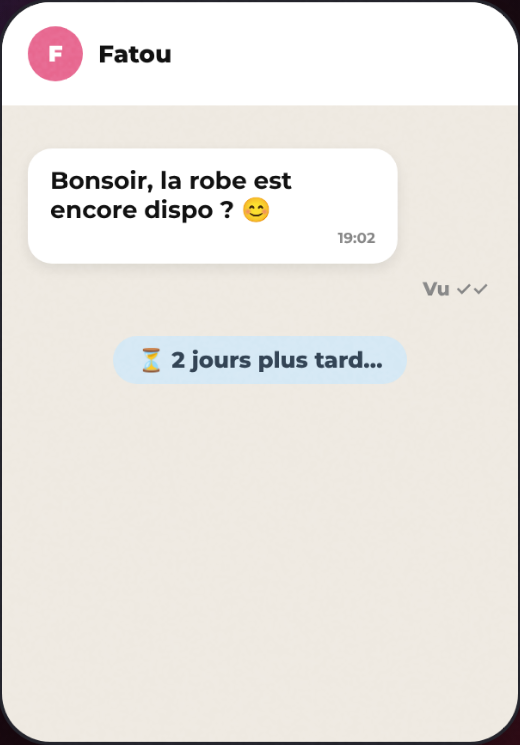 F
Fatou
Bonsoir, la robe est
encore dispo ? 😊
19:02
Vu ✓✓
⏳ 2 jours plus tard...